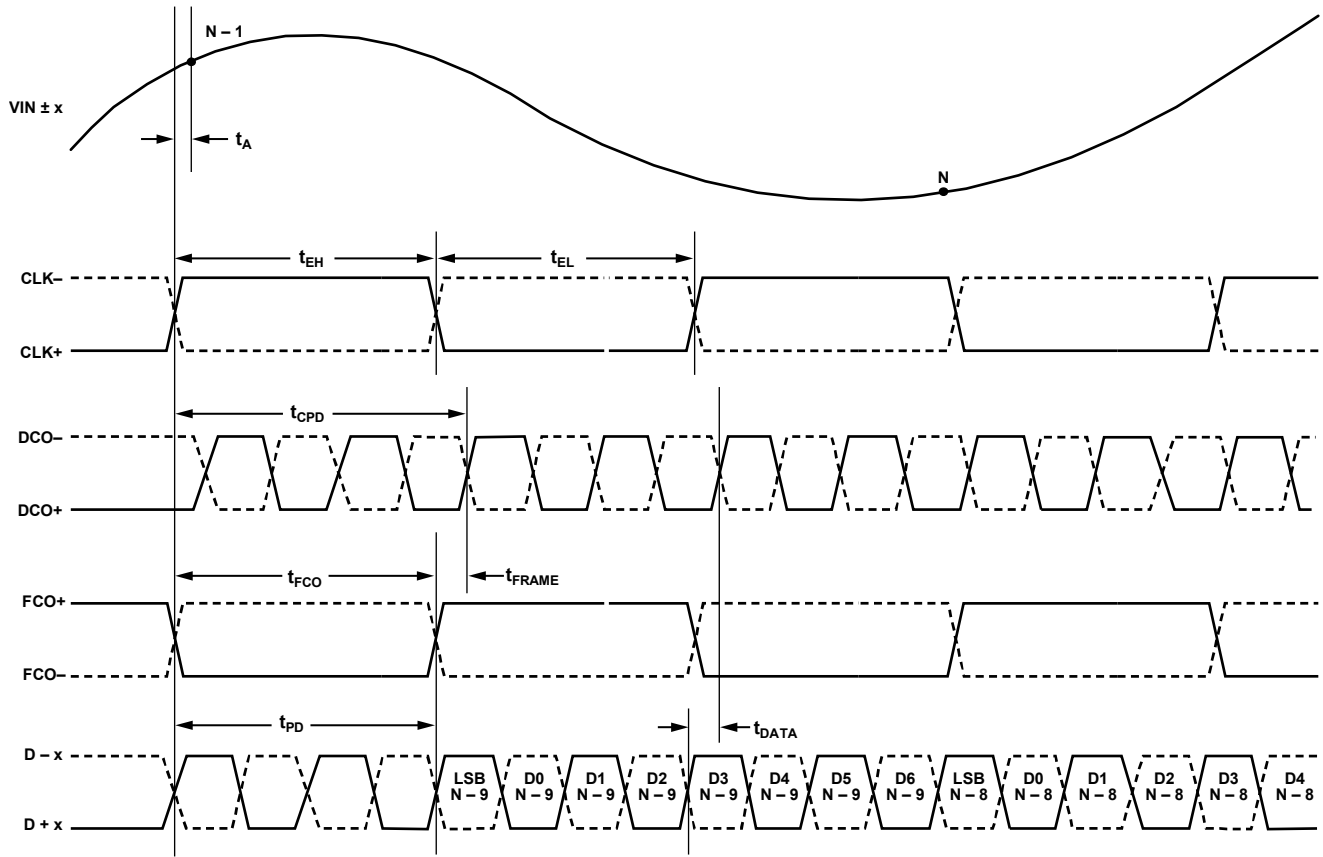 N – 1
VIN ± x
tA
N
tEH
tEL
CLK–
CLK+
tCPD
DCO–
DCO+
tFCO
tFRAME
FCO+
FCO–
tPD
tDATA
D – x
LSB D0 D1 D2 D3 D4 D5 D6 LSB D0 D1 D2 D3 D4
N – 9 N – 9 N – 9 N – 9 N – 9 N – 9 N – 9 N – 9 N – 8 N – 8 N – 8 N – 8 N – 8 N – 8
D + x